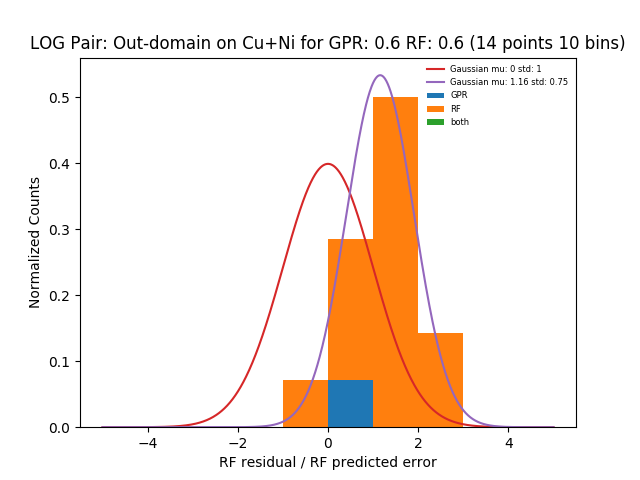 LOG Pair: Out-domain on Cu+Ni for GPR: 0.6 RF: 0.6 (14 points 10 bins)
Gaussian mu: 0 std: 1
Gaussian mu: 1.16 std: 0.75
GPR
RF
both
Normalized Counts
0.5
0.4
0.3
0.2
0.1
0.0
−4 −2 0 2 4
RF residual / RF predicted error